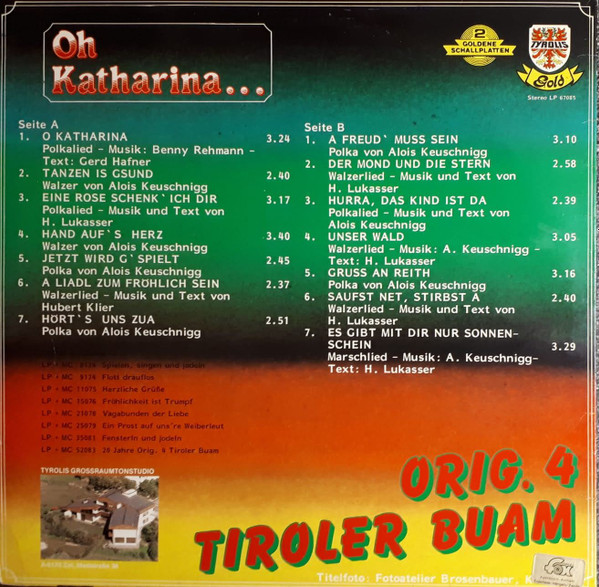 Oh
Katharina...
2
GOLDENE
SCHALLPLATTEN
TYROLIS
Gold
Stereo LP 67085
Seite A
1. O KATHARINA 3.24
Polkalied - Musik: Benny Rehmann -
Text: Gerd Hafner
2. TANZEN IS GSUND 2.40
Walzer von Alois Keuschnigg
3. EINE ROSE SCHENK' ICH DIR 3.17
Polkalied - Musik und Text von
H. Lukasser
4. HAND AUF'S HERZ 3.40
Walzer von Alois Keuschnigg
5. JETZT WIRD G'SPIELT 2.45
Polka von Alois Keuschnigg
6. A LIADL ZUM FRÖHLICH SEIN 2.37
Walzerlied - Musik und Text von
Hubert Klier
7. HÖRT'S UNS ZUA 2.51
Polka von Alois Keuschnigg
Seite B
1. A FREUD' MUSS SEIN 3.10
Polka von Alois Keuschnigg
2. DER MOND UND DIE STERN 2.58
Walzerlied - Musik und Text von
H. Lukasser
3. HURRA, DAS KIND IST DA 2.39
Polkalied - Musik und Text von
Alois Keuschnigg
4. UNSER WALD 3.05
Walzerlied - Musik: A. Keuschnigg -
Text: H. Lukasser
5. GRUSS AN REITH 3.16
Polka von Alois Keuschnigg
6. SAUFST NET, STIRBST A 2.40
Walzerlied - Musik und Text von
H. Lukasser
7. ES GIBT MIT DIR NUR SONNEN-
SCHEIN 3.29
Marschlied - Musik: A. Keuschnigg-
Text: H. Lukasser
LP + MC Spielen, singen und jodeln
LP + MC Flott drauflos
LP + MC Herzliche Grüße
LP + MC Fröhlichkeit ist Trumpf
LP + MC Vagabunden der Liebe
LP + MC Ein Prost auf uns're Weiberleut
LP + MC Fensterln und jodeln
LP + MC 20 Jahre Orig. 4 Tiroler Buam
TYROLIS GROSSRAUMTONSTUDIO
ORIG. 4
TIROLER BUAM
fox
Titelfoto: Fotoatelier Brosenbauer,